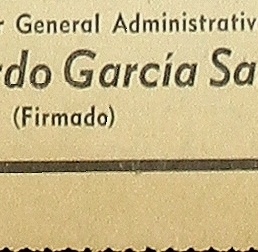 r General Administrativ
rdo García Sa
(Firmado)